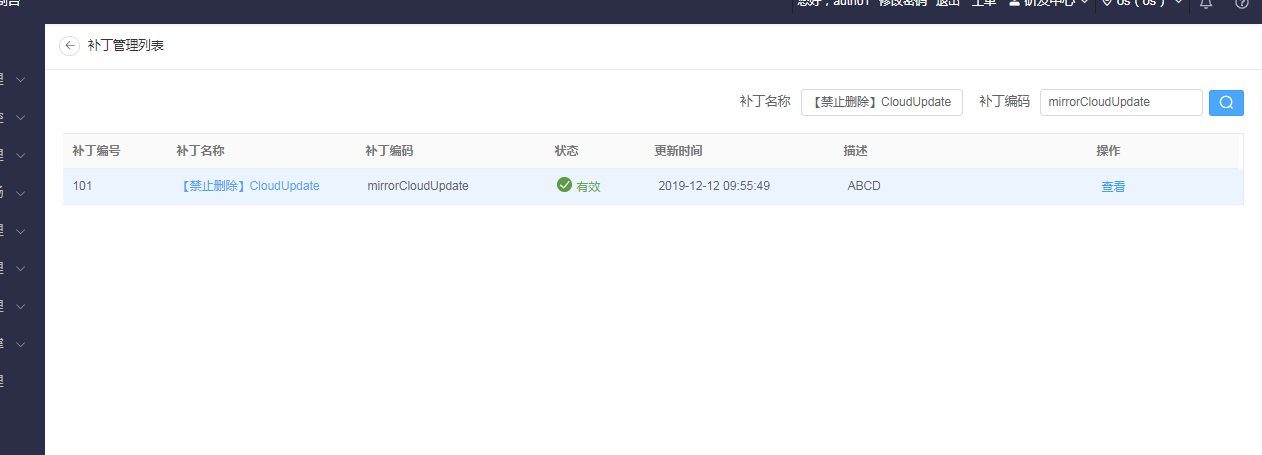 您好，auth01 修改密码 退出 工单 研发中心 os ( os )
补丁管理列表
补丁名称 【禁止删除】CloudUpdate 补丁编码 mirrorCloudUpdate
补丁编号 补丁名称 补丁编码 状态 更新时间 描述 操作
101 【禁止删除】CloudUpdate mirrorCloudUpdate 有效 2019-12-12 09:55:49 ABCD 查看